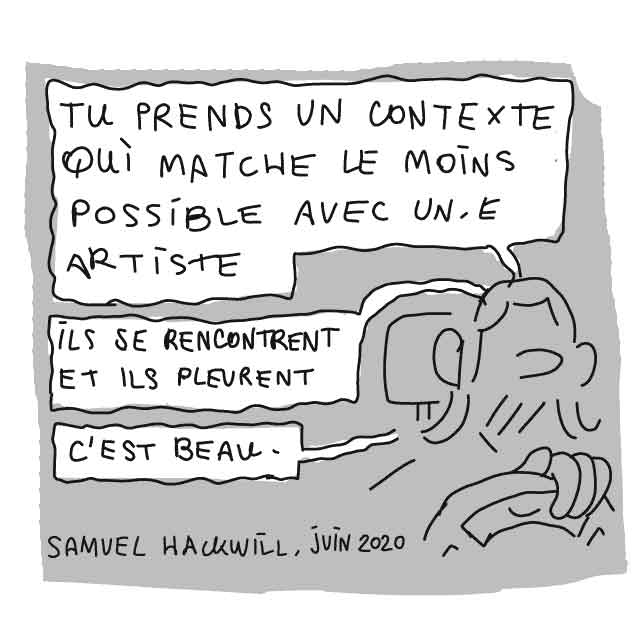 TU PRENDS UN CONTEXTE
QUI MATCHE LE MOINS
POSSIBLE AVEC UN.E
ARTISTE
ILS SE RENCONTRENT
ET ILS PLEURENT
C'EST BEAU.
SAMUEL HACKWILL, JUIN 2020